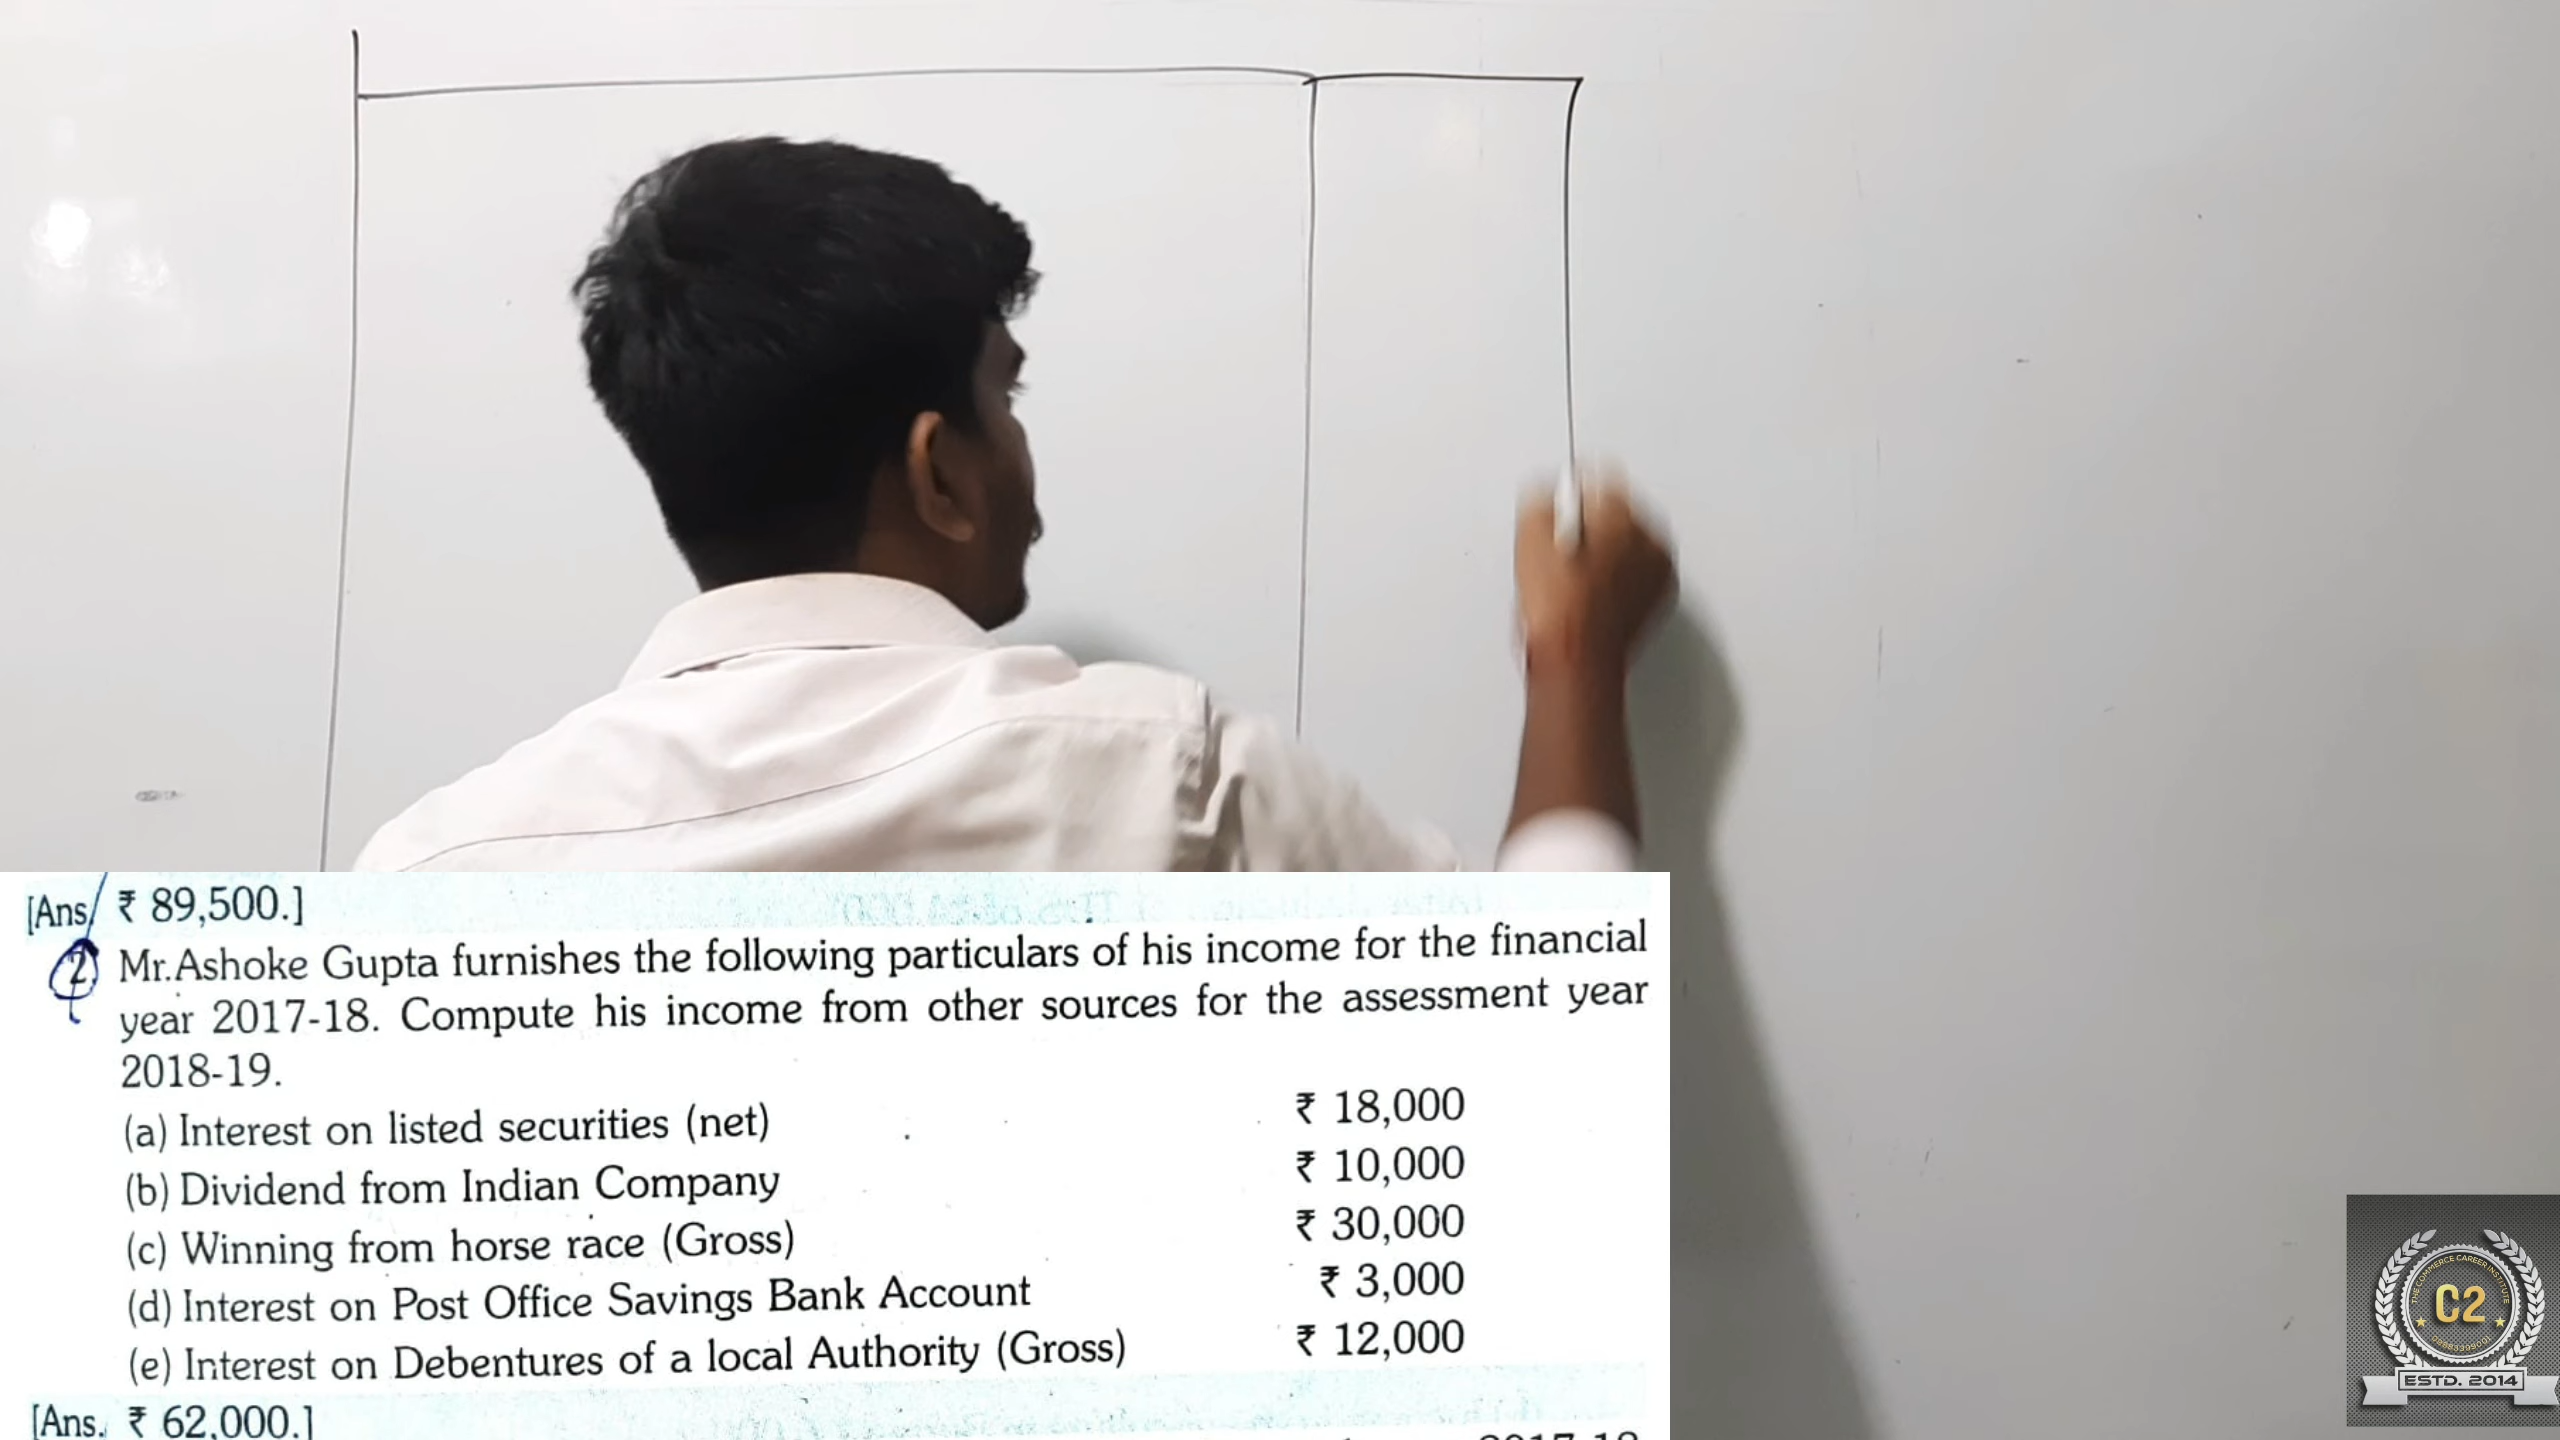 [Ans. ₹ 89,500.]
2. Mr.Ashoke Gupta furnishes the following particulars of his income for the financial
year 2017-18. Compute his income from other sources for the assessment year
2018-19.
(a) Interest on listed securities (net) ₹ 18,000
(b) Dividend from Indian Company ₹ 10,000
(c) Winning from horse race (Gross) ₹ 30,000
(d) Interest on Post Office Savings Bank Account ₹ 3,000
(e) Interest on Debentures of a local Authority (Gross) ₹ 12,000
[Ans. ₹ 62,000.]
THE COMMERCE CAREER INSTITUTE
C2
ESTD. 2014